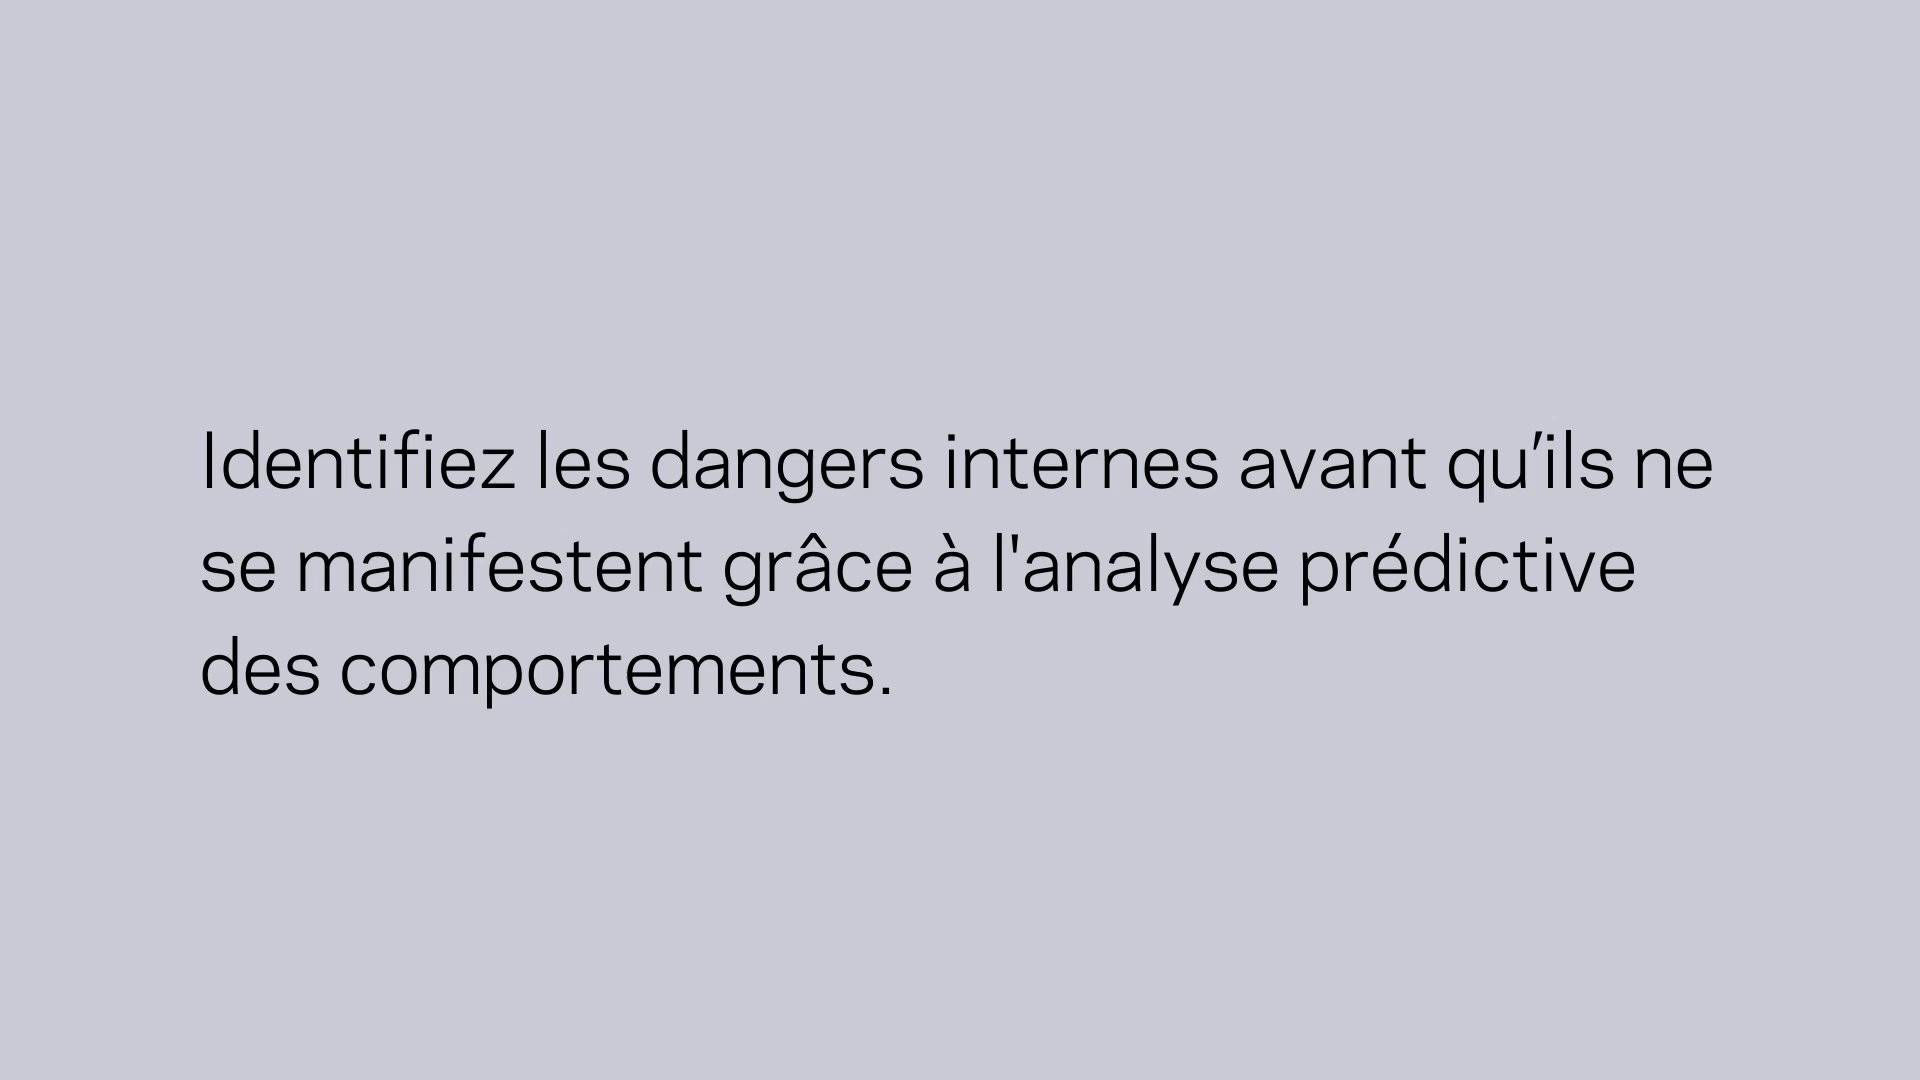 Identifiez les dangers internes avant qu’ils ne
se manifestent grâce à l'analyse prédictive
des comportements.